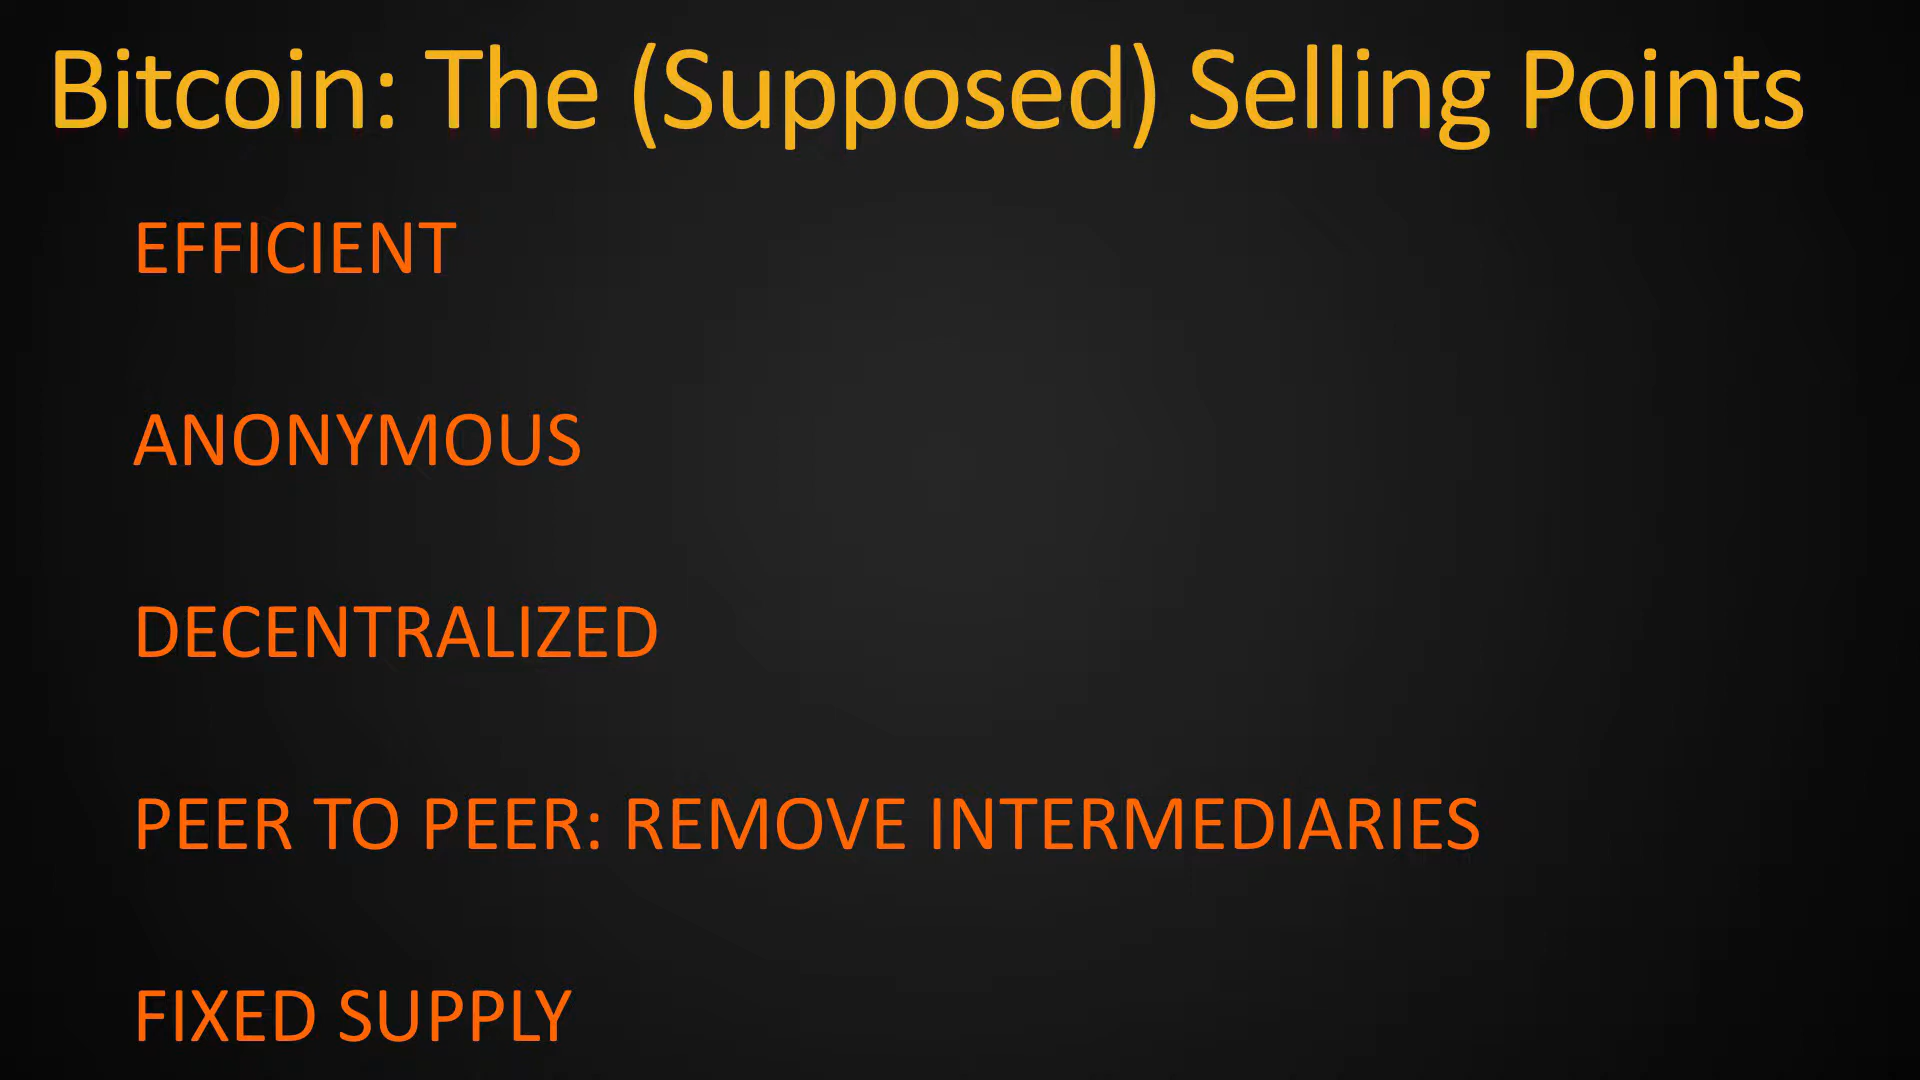 Bitcoin: The (Supposed) Selling Points
EFFICIENT
ANONYMOUS
DECENTRALIZED
PEER TO PEER: REMOVE INTERMEDIARIES
FIXED SUPPLY